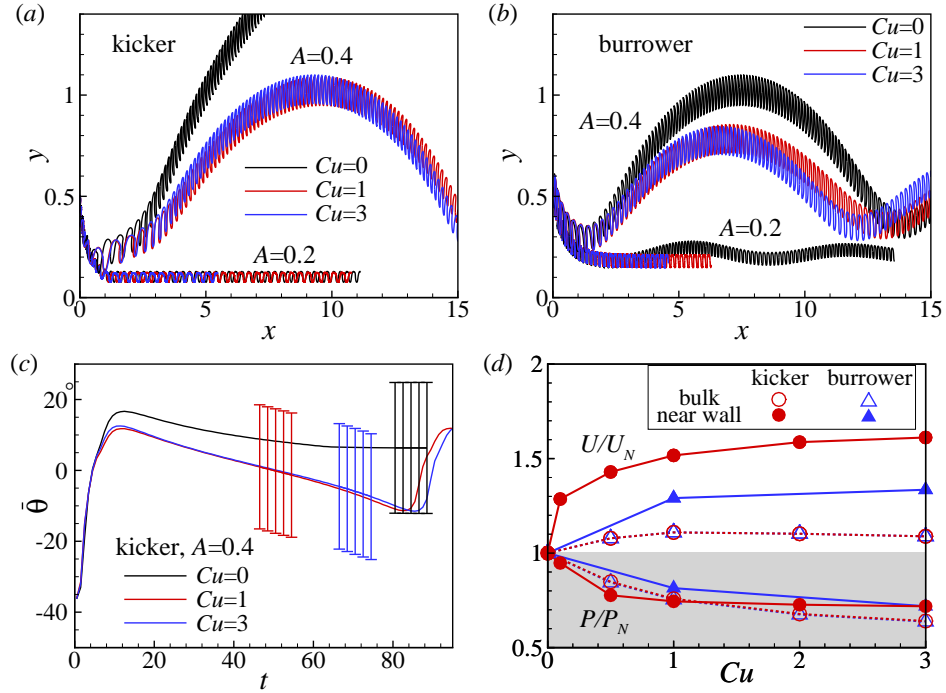 (a)
kicker
A=0.4
Cu=0
Cu=1
Cu=3
A=0.2
y
1
0.5
0
0 5 10 15
x
(b)
burrower
Cu=0
Cu=1
Cu=3
A=0.4
A=0.2
y
1
0.5
0
0 5 10 15
x
(c)
20
0
-20
-40
°
θ̄
kicker, A=0.4
Cu=0
Cu=1
Cu=3
0 20 40 60 80
t
(d)
2
1.5
1
0.5
kicker burrower
bulk
near wall
U/U_N
P/P_N
0 1 2 3
Cu